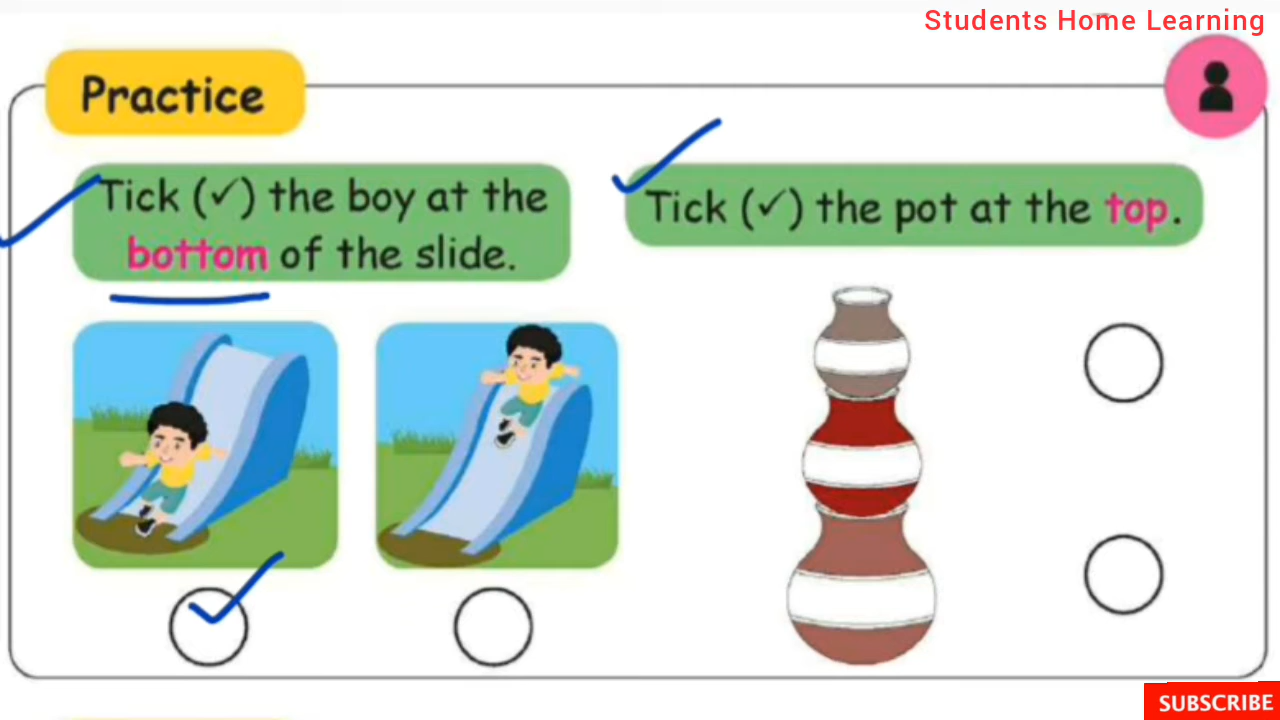 Students Home Learning
Practice
Tick (✓) the boy at the
bottom of the slide.
Tick (✓) the pot at the top.
SUBSCRIBE